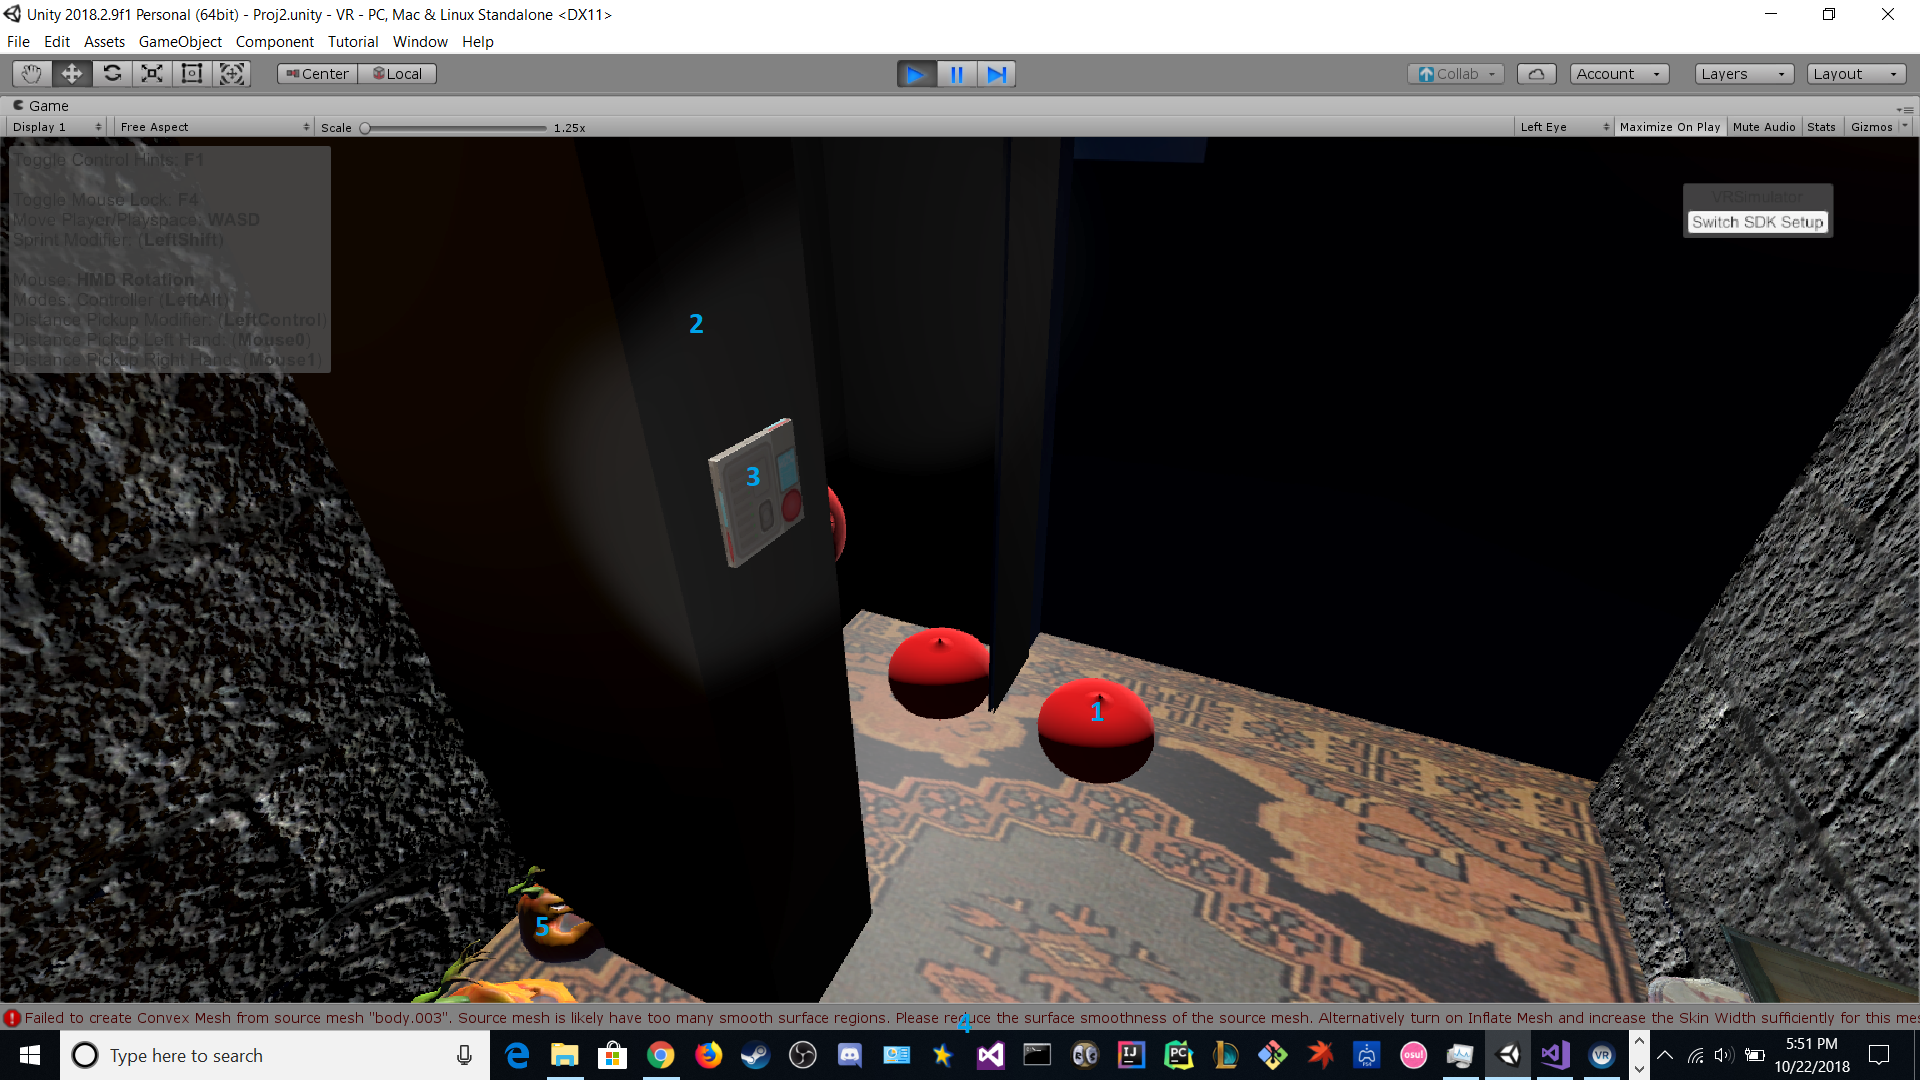 Unity 2018.2.9f1 Personal (64bit) - Proj2.unity - VR - PC, Mac & Linux Standalone <DX11>
File Edit Assets GameObject Component Tutorial Window Help
Center Local Collab Account Layers Layout
Game
Display 1 Free Aspect Scale 1.25x Left Eye Maximize On Play Mute Audio Stats Gizmos
Toggle Control Hints: F1
Toggle Mouse Lock: F4
Move Player/Playspace: WASD
Sprint Modifier: (LeftShift)
Mouse: HMD Rotation
Modes: Controller (LeftAlt)
Distance Pickup Modifier: (LeftControl)
Distance Pickup Left Hand: (Mouse0)
Distance Pickup Right Hand: (Mouse1)
VRSimulator
Switch SDK Setup
2
3
1
5
4
Failed to create Convex Mesh from source mesh "body.003". Source mesh is likely have too many smooth surface regions. Please reduce the surface smoothness of the source mesh. Alternatively turn on Inflate Mesh and increase the Skin Width sufficiently for this mes
Type here to search
IJ PC osu! VR
5:51 PM
10/22/2018